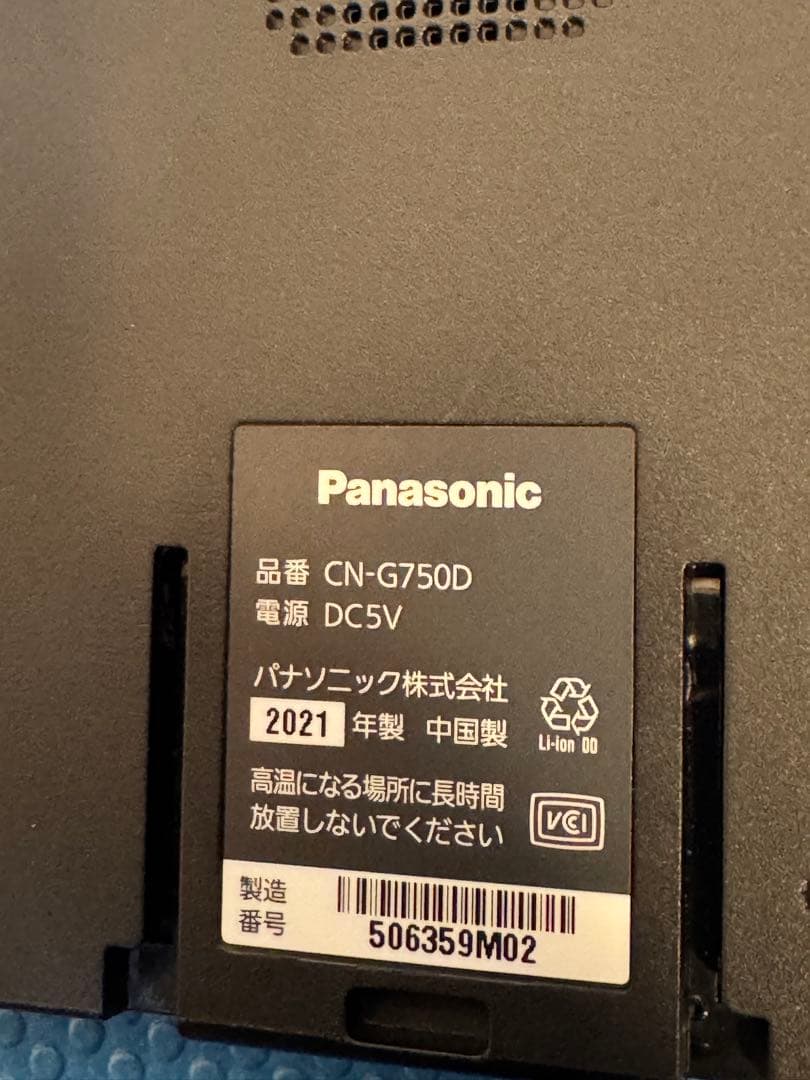 Panasonic
品番 CN-G750D
電源 DC5V
パナソニック株式会社
2021 年製 中国製
Li-ion 00
高温になる場所に長時間
放置しないでください
VCCI
製造
番号
506359M02